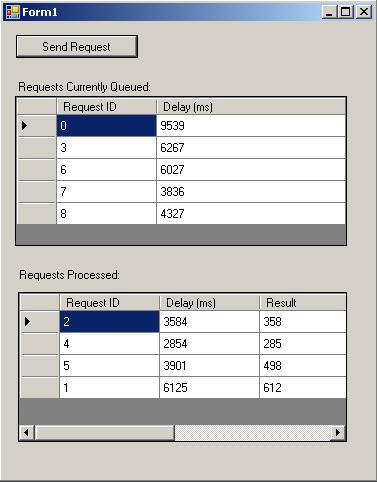 Form1
Send Request
Requests Currently Queued:
Request ID Delay (ms)
0 9539
3 6267
6 6027
7 3836
8 4327
Requests Processed:
Request ID Delay (ms) Result
2 3584 358
4 2854 285
5 3901 498
1 6125 612